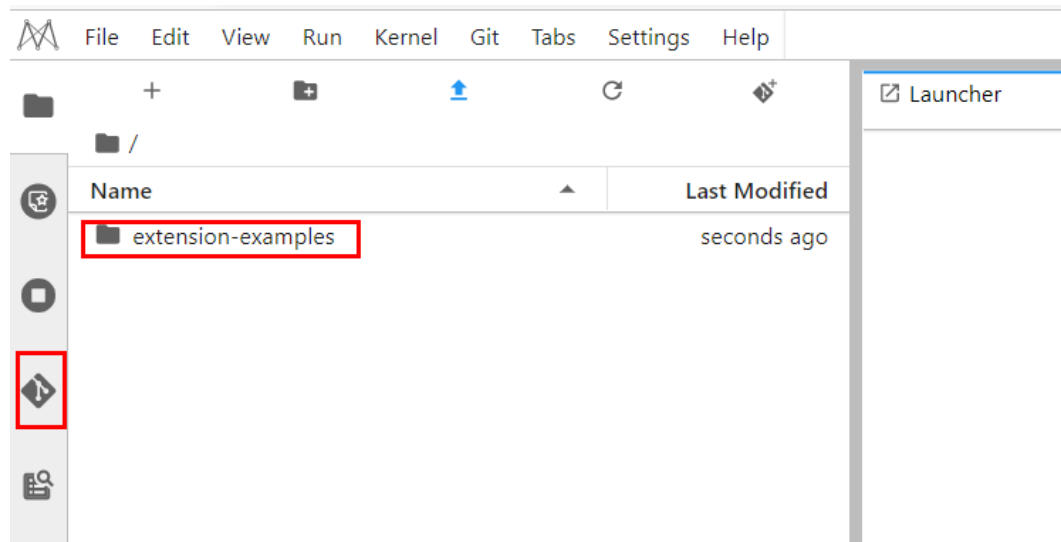 File Edit View Run Kernel Git Tabs Settings Help
Launcher
/
Name Last Modified
extension-examples seconds ago